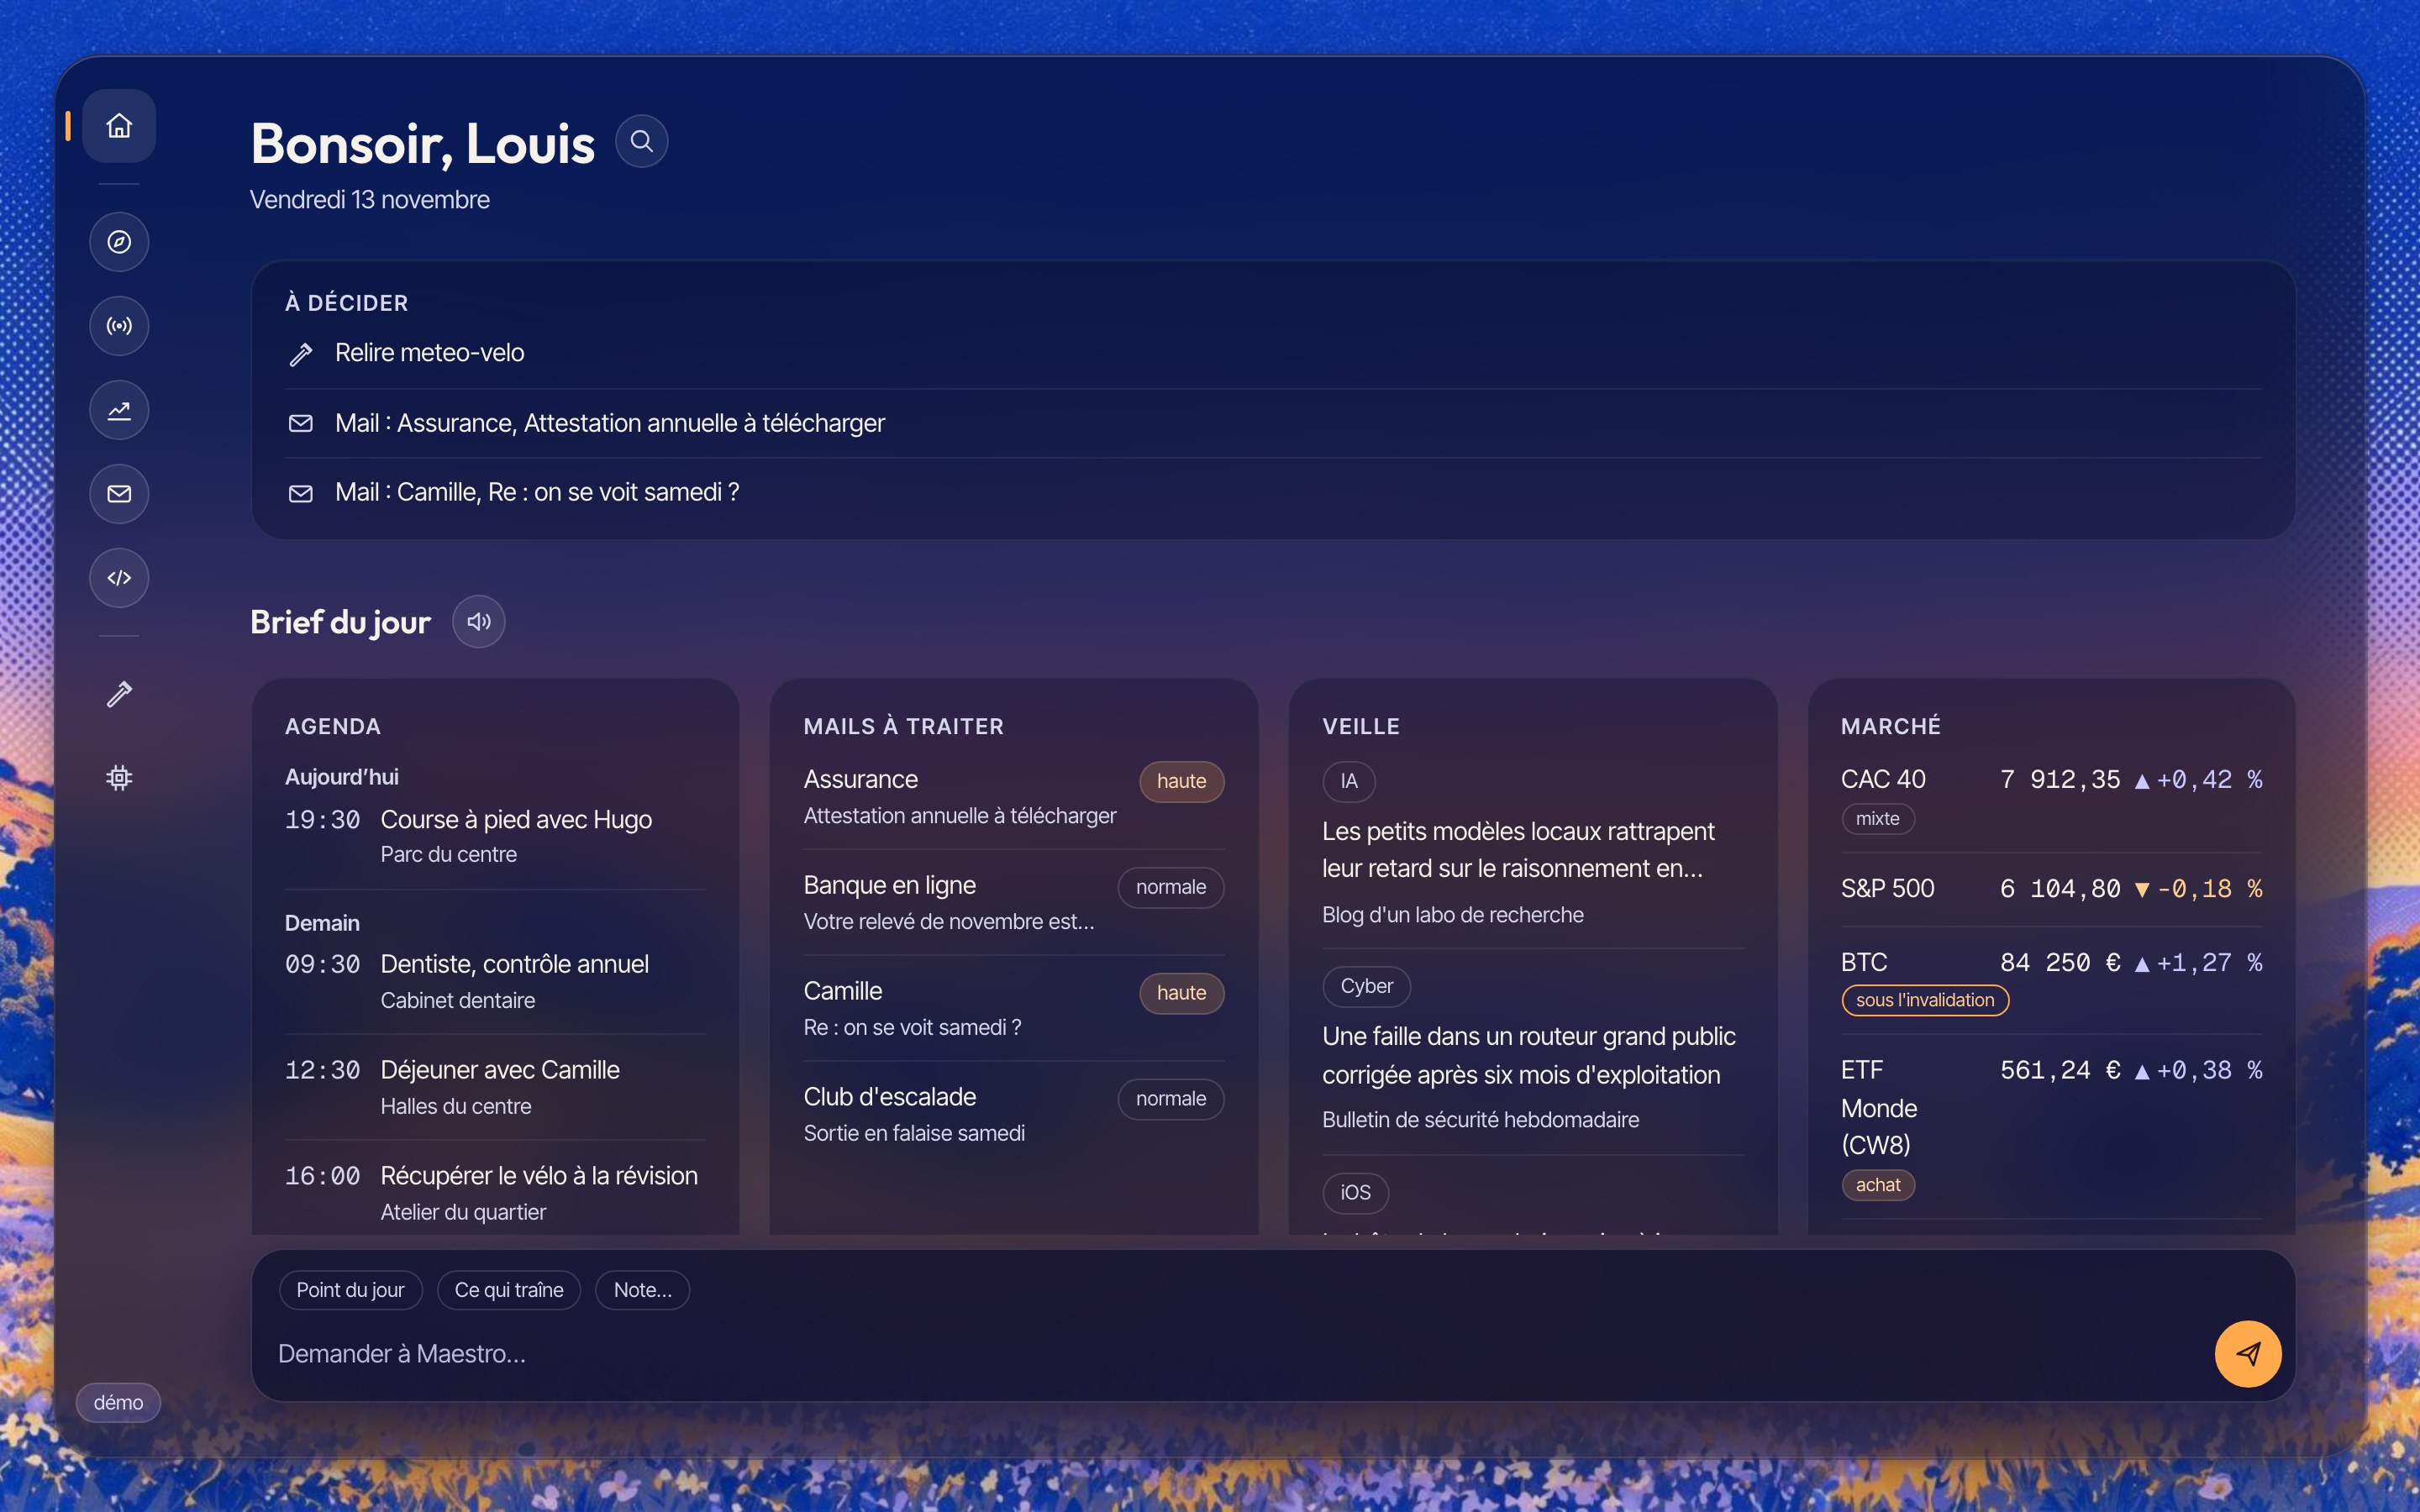 Bonsoir, Louis
Vendredi 13 novembre
À DÉCIDER
Relire meteo-velo
Mail : Assurance, Attestation annuelle à télécharger
Mail : Camille, Re : on se voit samedi ?
Brief du jour
AGENDA
Aujourd’hui
19:30 Course à pied avec Hugo
Parc du centre
Demain
09:30 Dentiste, contrôle annuel
Cabinet dentaire
12:30 Déjeuner avec Camille
Halles du centre
16:00 Récupérer le vélo à la révision
Atelier du quartier
MAILS À TRAITER
Assurance haute
Attestation annuelle à télécharger
Banque en ligne normale
Votre relevé de novembre est…
Camille haute
Re : on se voit samedi ?
Club d'escalade normale
Sortie en falaise samedi
VEILLE
IA
Les petits modèles locaux rattrapent
leur retard sur le raisonnement en…
Blog d'un labo de recherche
Cyber
Une faille dans un routeur grand public
corrigée après six mois d'exploitation
Bulletin de sécurité hebdomadaire
iOS
MARCHÉ
CAC 40 7 912,35 ▲ +0,42 %
mixte
S&P 500 6 104,80 ▼ -0,18 %
BTC 84 250 € ▲ +1,27 %
sous l'invalidation
ETF 561,24 € ▲ +0,38 %
Monde
(CW8)
achat
Point du jour Ce qui traîne Note…
Demander à Maestro…
démo